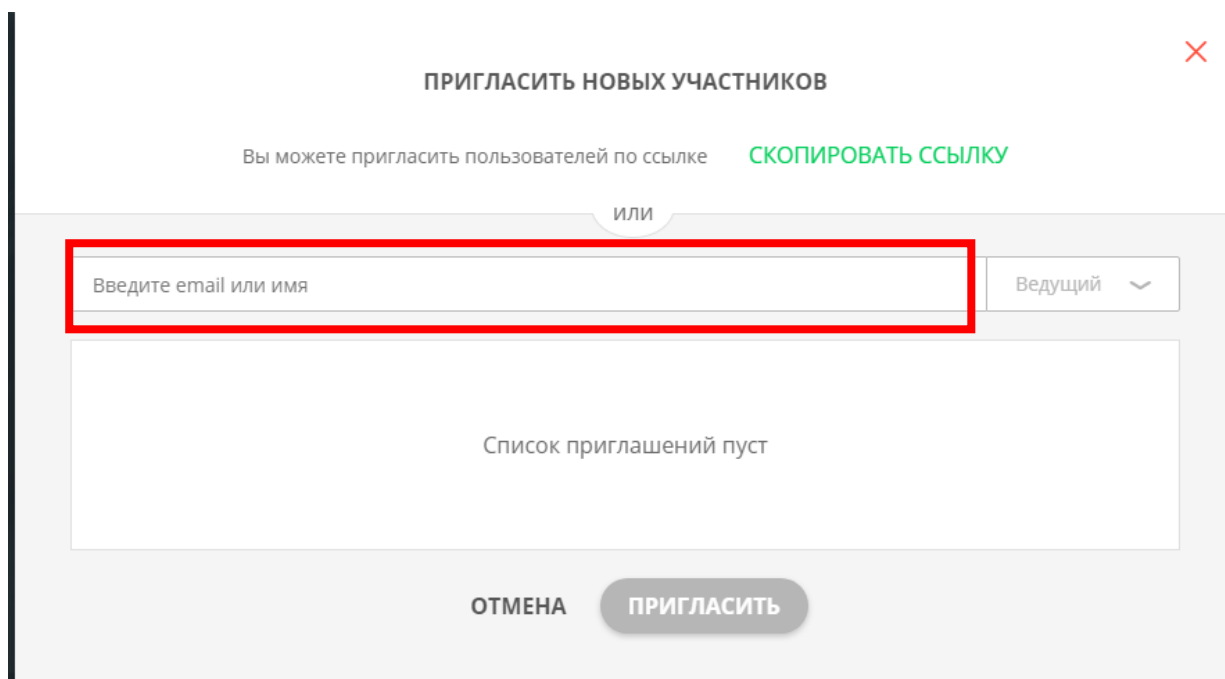 ПРИГЛАСИТЬ НОВЫХ УЧАСТНИКОВ
Вы можете пригласить пользователей по ссылке СКОПИРОВАТЬ ССЫЛКУ
или
Введите email или имя Ведущий
Список приглашений пуст
ОТМЕНА ПРИГЛАСИТЬ